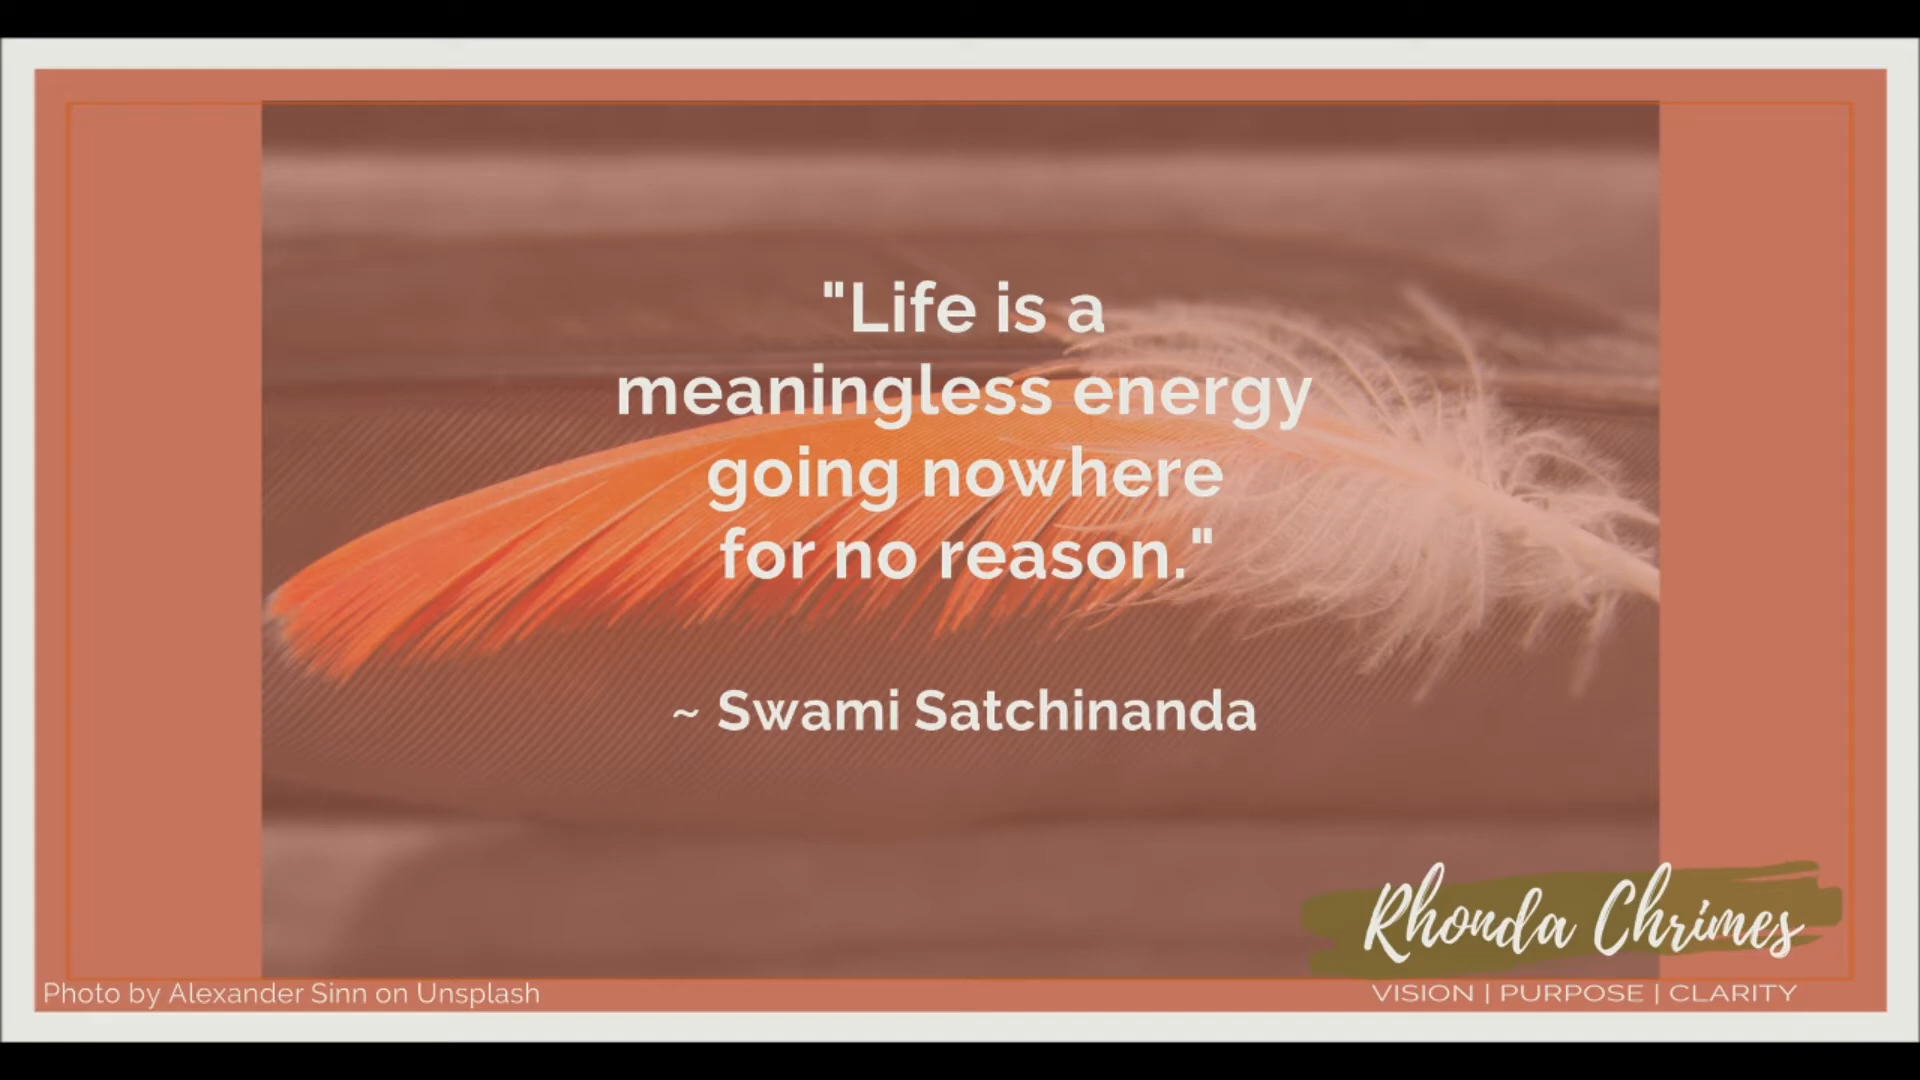 "Life is a
meaningless energy
going nowhere
for no reason."
~ Swami Satchinanda
Rhonda Chrimes
Photo by Alexander Sinn on Unsplash
VISION | PURPOSE | CLARITY